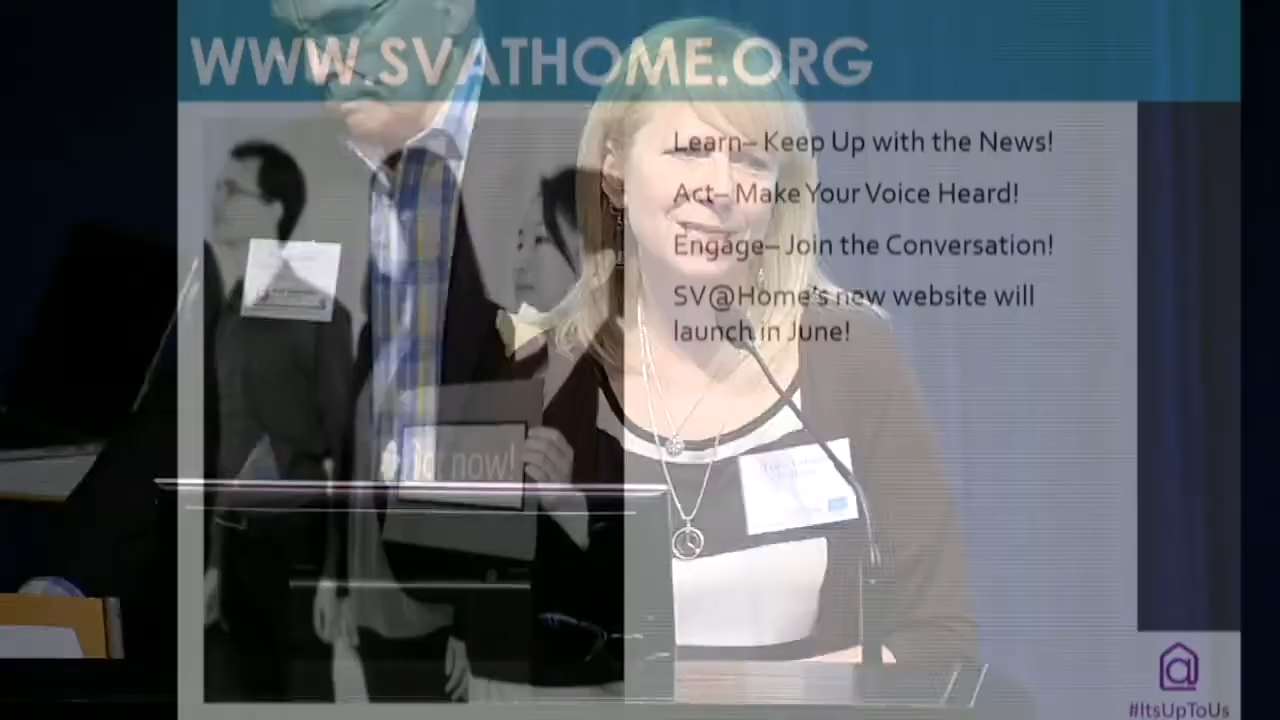 WWW.SVATHOME.ORG
Learn– Keep Up with the News!
Act– Make Your Voice Heard!
Engage– Join the Conversation!
SV@Home's new website will
launch in June!
now!
#ItsUpToUs